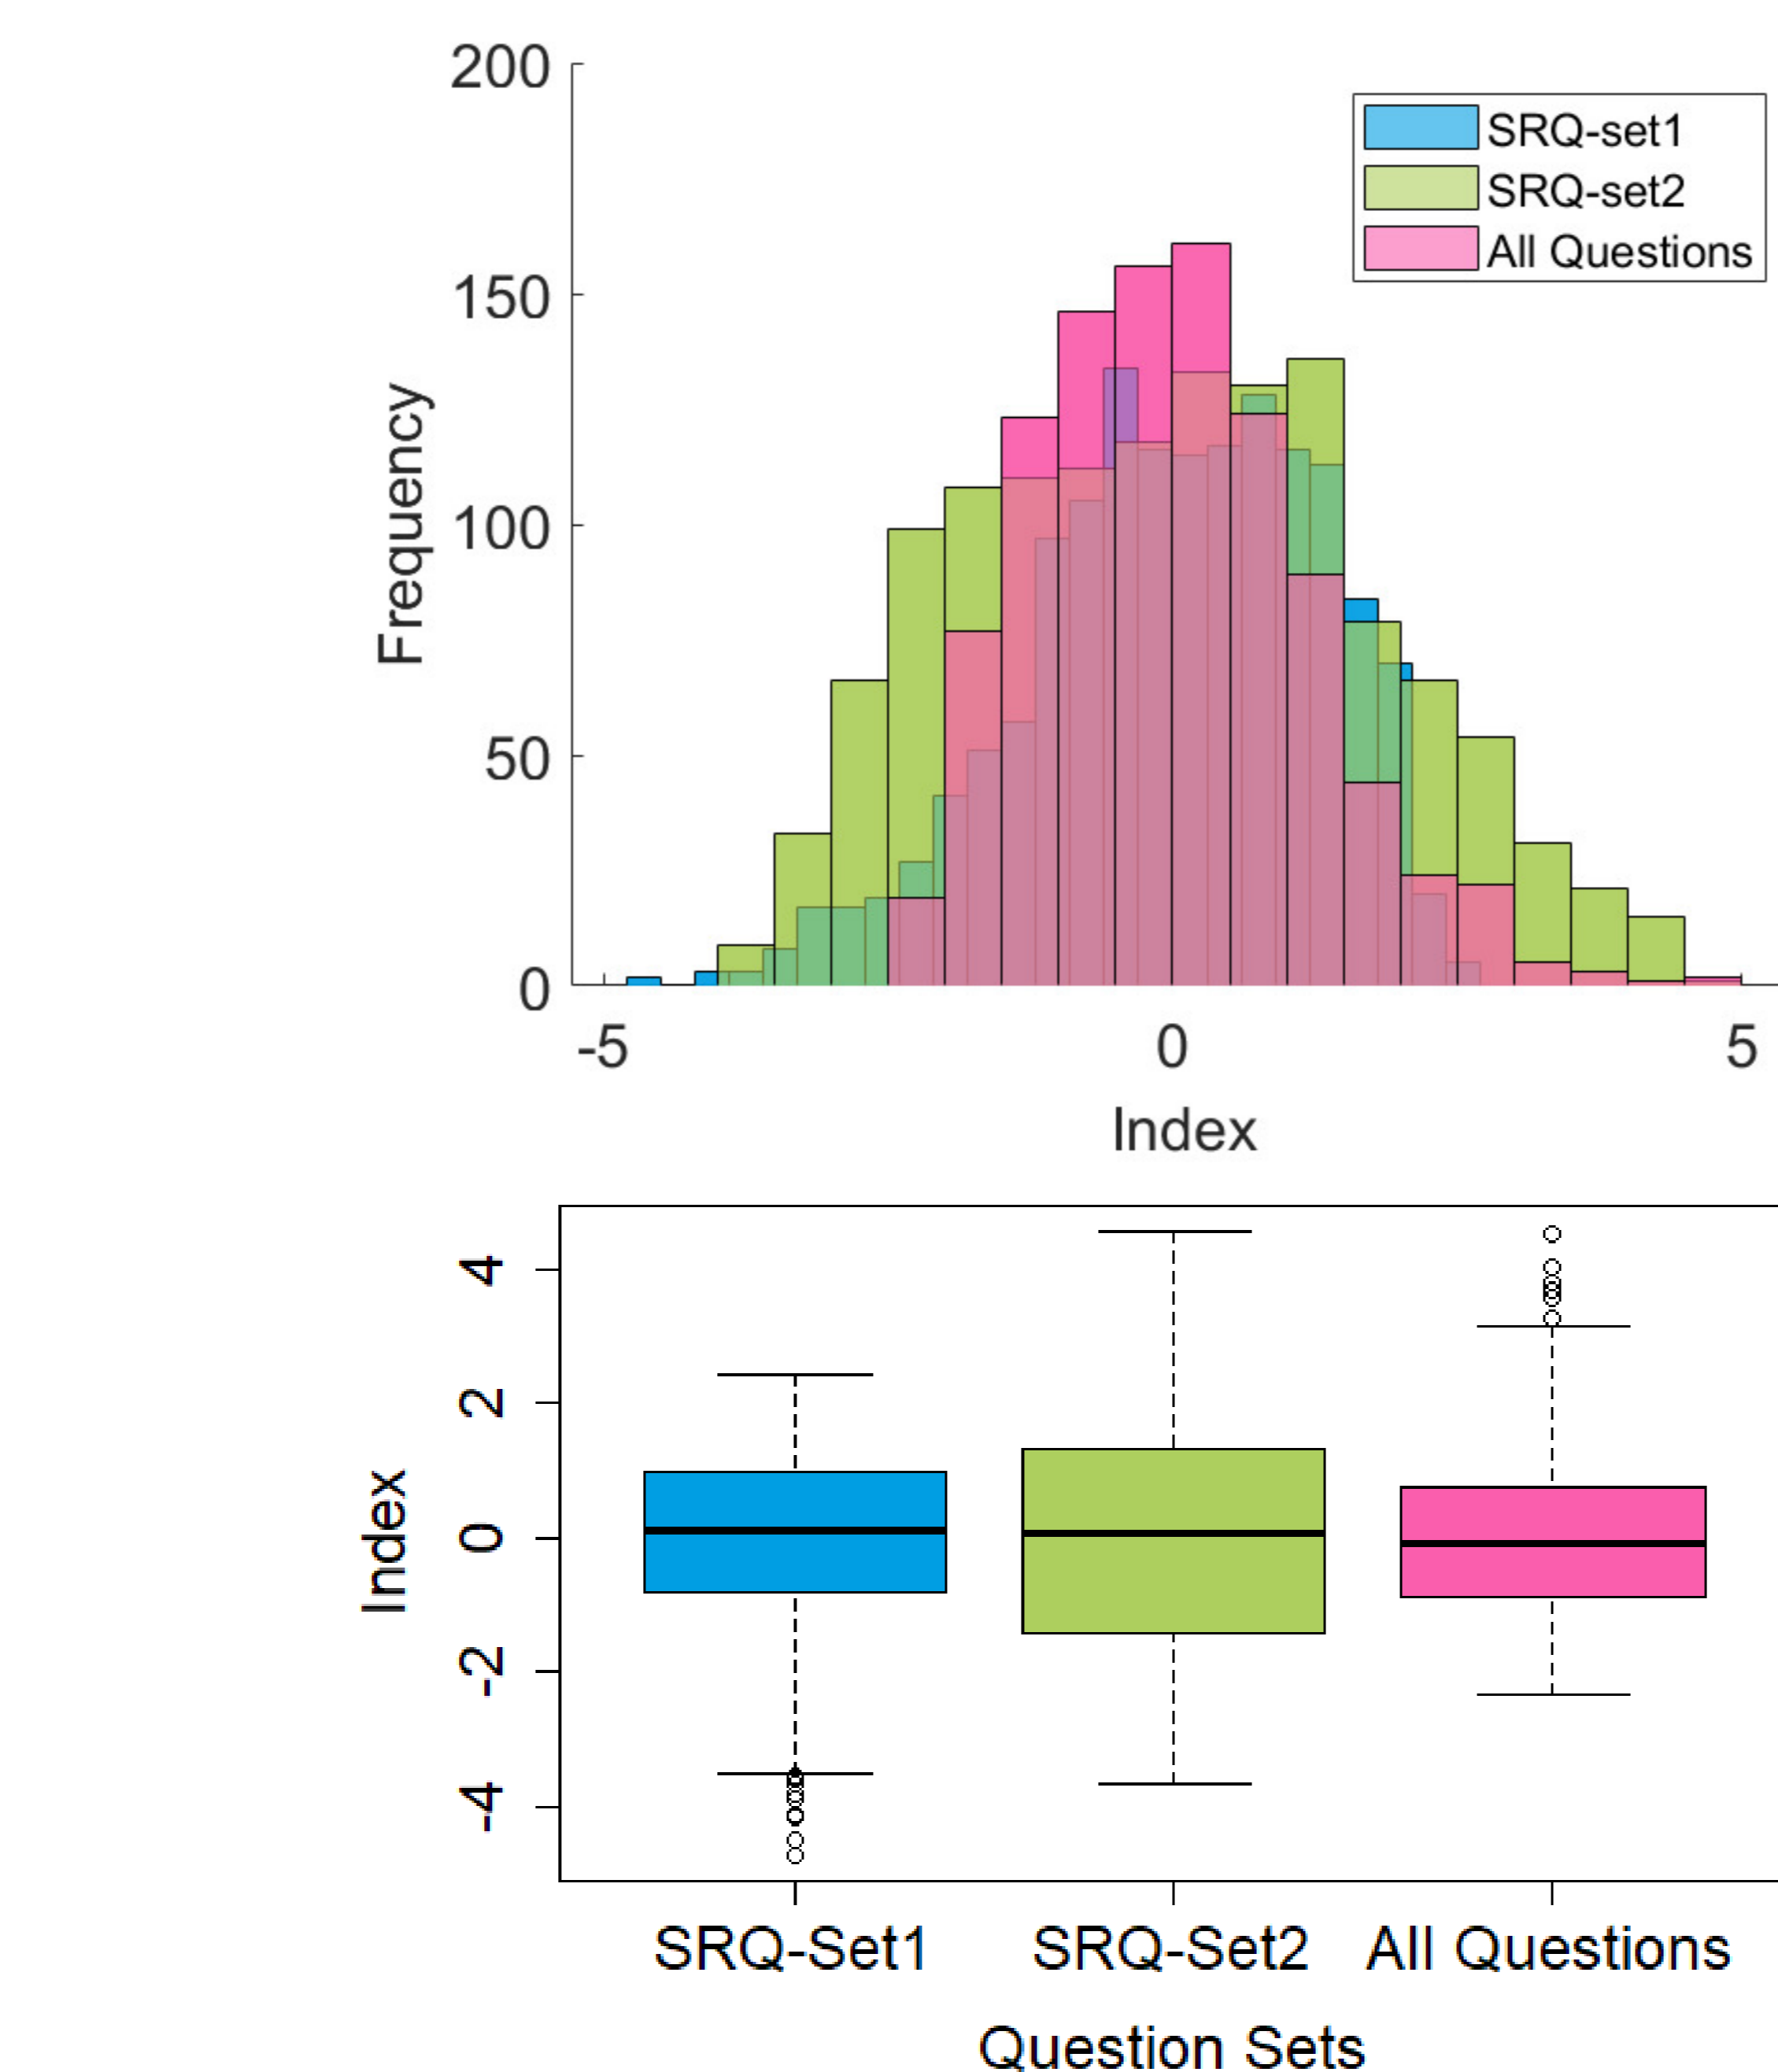 200
150
100
50
0
Frequency
SRQ-set1
SRQ-set2
All Questions
-5 0 5
Index
4
2
0
-2
-4
Index
SRQ-Set1 SRQ-Set2 All Questions
Question Sets